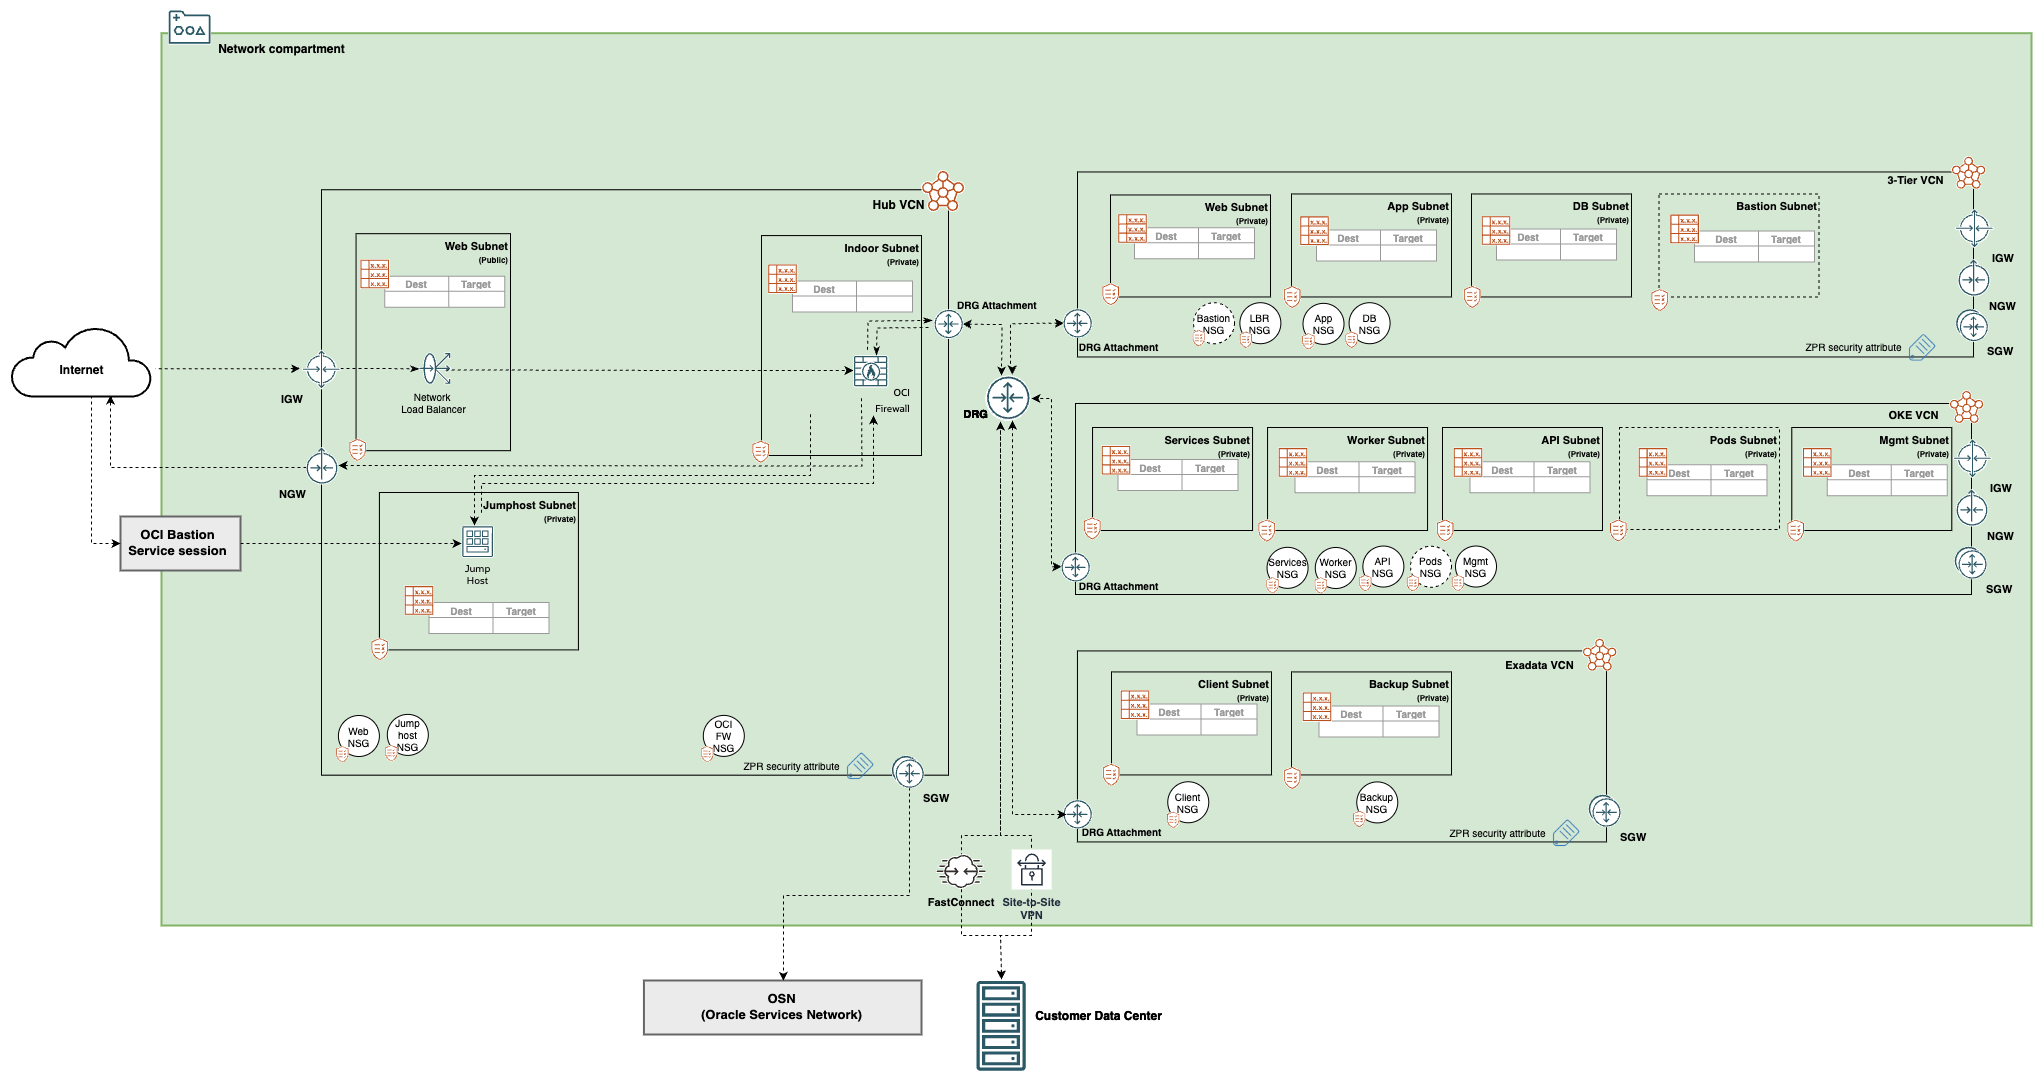 Network compartment
Internet
OCI Bastion
Service session
Hub VCN
IGW
NGW
Web Subnet
(Public)
x.x.x.
x.x.x.
x.x.x.
Dest
Target
Network
Load Balancer
Indoor Subnet
(Private)
x.x.x.
x.x.x.
x.x.x.
Dest
OCI
Firewall
Jumphost Subnet
(Private)
Jump
Host
x.x.x.
x.x.x.
x.x.x.
Dest
Target
Web
NSG
Jump
host
NSG
OCI
FW
NSG
ZPR security attribute
SGW
DRG Attachment
DRG
3-Tier VCN
Web Subnet
(Private)
x.x.x.
x.x.x.
x.x.x.
Dest
Target
App Subnet
(Private)
x.x.x.
x.x.x.
x.x.x.
Dest
Target
DB Subnet
(Private)
x.x.x.
x.x.x.
x.x.x.
Dest
Target
Bastion Subnet
x.x.x.
x.x.x.
x.x.x.
Dest
Target
Bastion
NSG
LBR
NSG
App
NSG
DB
NSG
DRG Attachment
ZPR security attribute
IGW
NGW
SGW
OKE VCN
Services Subnet
(Private)
x.x.x.
x.x.x.
x.x.x.
Dest
Target
Worker Subnet
(Private)
x.x.x.
x.x.x.
x.x.x.
Dest
Target
API Subnet
(Private)
x.x.x.
x.x.x.
x.x.x.
Dest
Target
Pods Subnet
(Private)
x.x.x.
x.x.x.
x.x.x.
Dest
Target
Mgmt Subnet
(Private)
x.x.x.
x.x.x.
x.x.x.
Dest
Target
Services
NSG
Worker
NSG
API
NSG
Pods
NSG
Mgmt
NSG
DRG Attachment
IGW
NGW
SGW
Exadata VCN
Client Subnet
(Private)
x.x.x.
x.x.x.
x.x.x.
Dest
Target
Backup Subnet
(Private)
x.x.x.
x.x.x.
x.x.x.
Dest
Target
Client
NSG
Backup
NSG
DRG Attachment
ZPR security attribute
SGW
FastConnect
Site-to-Site
VPN
OSN
(Oracle Services Network)
Customer Data Center